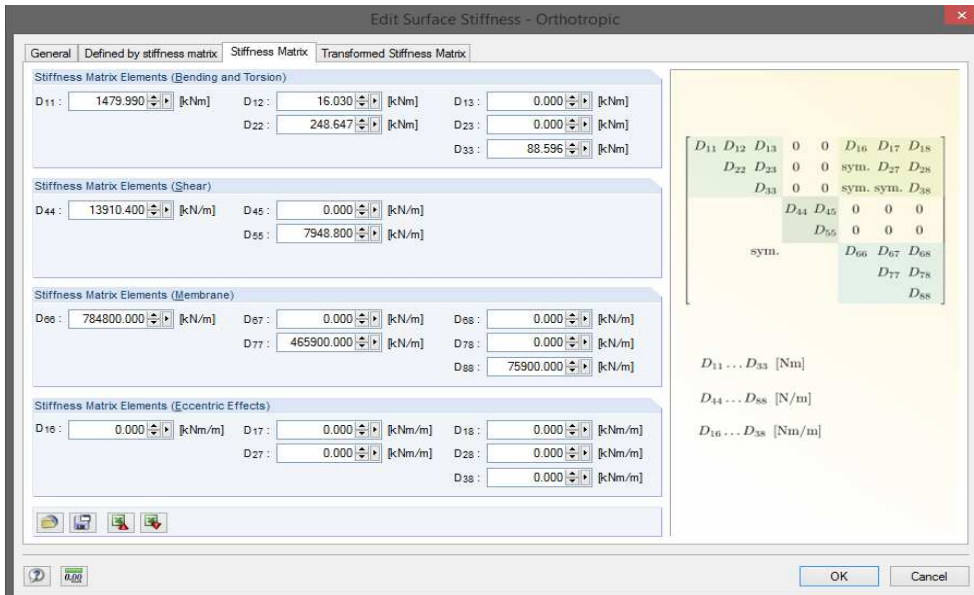 Edit Surface Stiffness - Orthotropic
General Defined by stiffness matrix Stiffness Matrix Transformed Stiffness Matrix
Stiffness Matrix Elements (Bending and Torsion)
D11 : 1479.990 [kNm] D12 : 16.030 [kNm] D13 : 0.000 [kNm]
D22 : 248.647 [kNm] D23 : 0.000 [kNm]
D33 : 88.596 [kNm]
Stiffness Matrix Elements (Shear)
D44 : 13910.400 [kN/m] D45 : 0.000 [kN/m]
D55 : 7948.800 [kN/m]
Stiffness Matrix Elements (Membrane)
D66 : 784800.000 [kN/m] D67 : 0.000 [kN/m] D68 : 0.000 [kN/m]
D77 : 465900.000 [kN/m] D78 : 0.000 [kN/m]
D88 : 75900.000 [kN/m]
Stiffness Matrix Elements (Eccentric Effects)
D16 : 0.000 [kNm/m] D17 : 0.000 [kNm/m] D18 : 0.000 [kNm/m]
D27 : 0.000 [kNm/m] D28 : 0.000 [kNm/m]
D38 : 0.000 [kNm/m]
D11 D12 D13 0 0 D16 D17 D18
D22 D23 0 0 sym. D27 D28
D33 0 0 sym. sym. D38
D44 D45 0 0 0
D55 0 0 0
sym. D66 D67 D68
D77 D78
D88
D11 … D33 [Nm]
D44 … D88 [N/m]
D16 … D38 [Nm/m]
0.00
OK Cancel